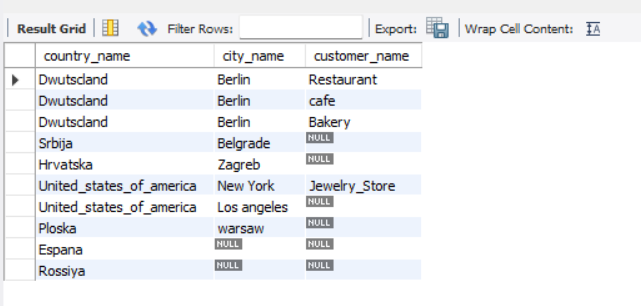 Result Grid Filter Rows: Export: Wrap Cell Content:
country_name city_name customer_name
Dwutscland Berlin Restaurant
Dwutscland Berlin cafe
Dwutscland Berlin Bakery
Srbija Belgrade NULL
Hrvatska Zagreb NULL
United_states_of_america New York Jewelry_Store
United_states_of_america Los angeles NULL
Ploska warsaw NULL
Espana NULL NULL
Rossiya NULL NULL